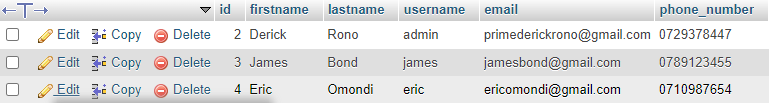 id firstname lastname username email phone_number
Edit Copy Delete 2 Derick Rono admin primederickrono@gmail.com 0729378447
Edit Copy Delete 3 James Bond james jamesbond@gmail.com 0789123455
Edit Copy Delete 4 Eric Omondi eric ericomondi@gmail.com 0710987654